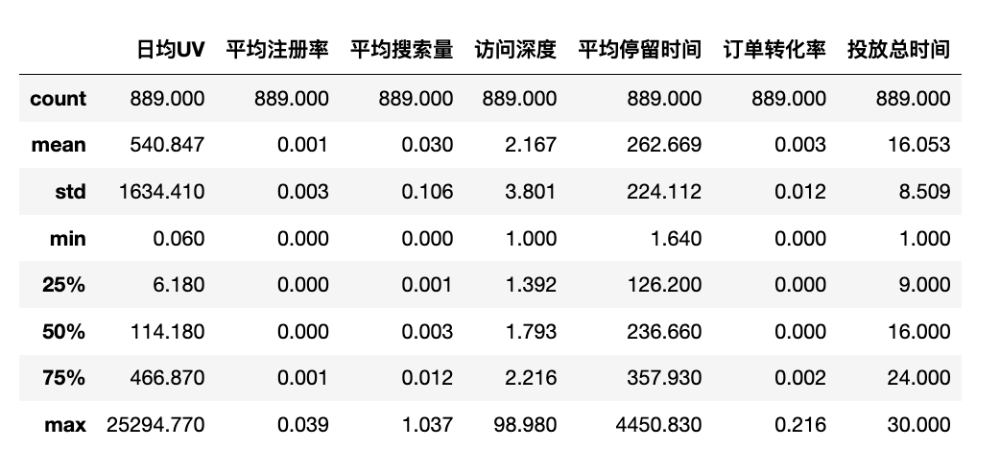 日均UV 平均注册率 平均搜索量 访问深度 平均停留时间 订单转化率 投放总时间
count 889.000 889.000 889.000 889.000 889.000 889.000 889.000
mean 540.847 0.001 0.030 2.167 262.669 0.003 16.053
std 1634.410 0.003 0.106 3.801 224.112 0.012 8.509
min 0.060 0.000 0.000 1.000 1.640 0.000 1.000
25% 6.180 0.000 0.001 1.392 126.200 0.000 9.000
50% 114.180 0.000 0.003 1.793 236.660 0.000 16.000
75% 466.870 0.001 0.012 2.216 357.930 0.002 24.000
max 25294.770 0.039 1.037 98.980 4450.830 0.216 30.000